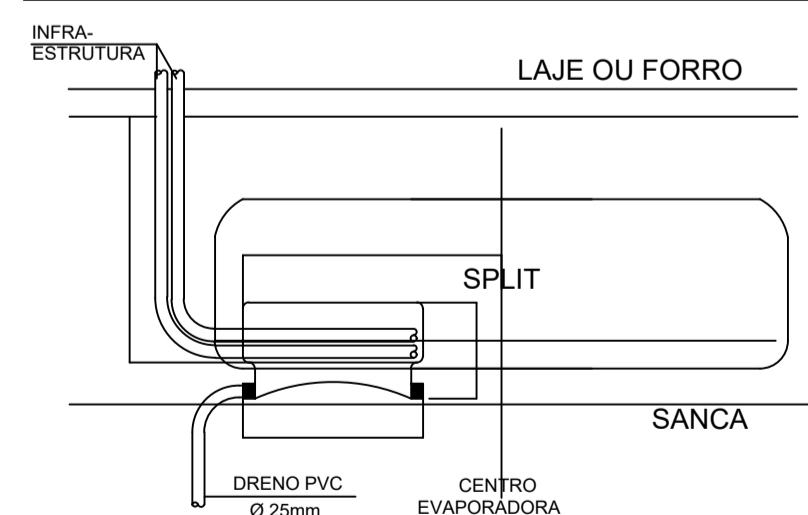 INFRA-
ESTRUTURA
LAJE OU FORRO
SPLIT
SANCA
DRENO PVC
Ø 25mm
CENTRO
EVAPORADORA